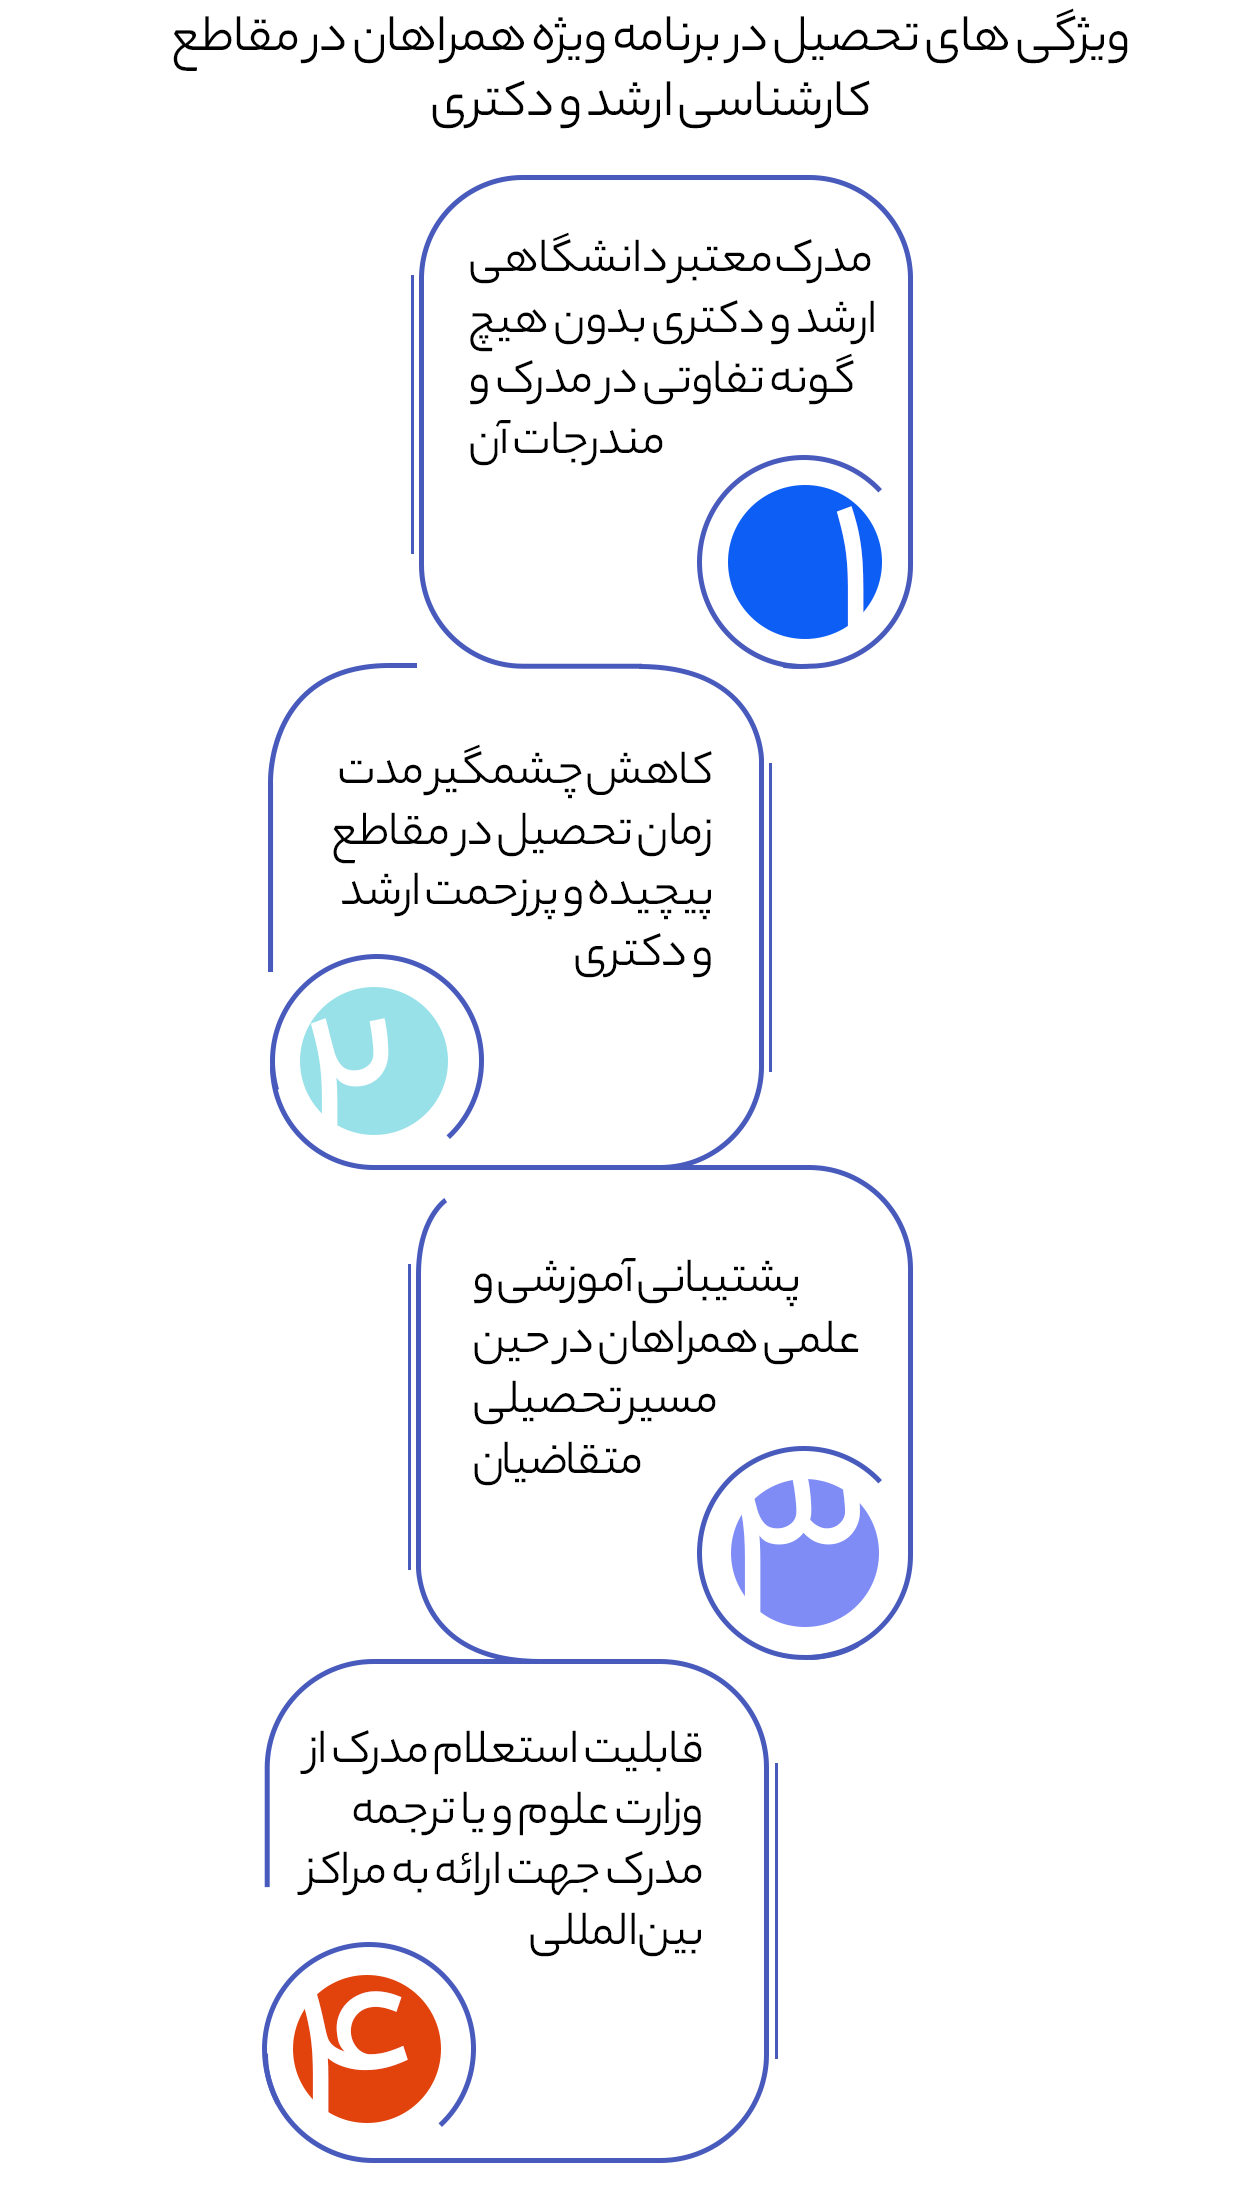 ویژگی های تحصیل در برنامه ویژه همراهان در مقاطع
کارشناسی ارشد و دکتری
مدرک معتبر دانشگاهی
ارشد و دکتری بدون هیچ
گونه تفاوتی در مدرک و
مندرجات آن
۱
کاهش چشمگیر مدت
زمان تحصیل در مقاطع
پیچیده و پرزحمت ارشد
و دکتری
۲
پشتیبانی آموزشی و
علمی همراهان در حین
مسیر تحصیلی
متقاضیان
۳
قابلیت استعلام مدرک از
وزارت علوم و یا ترجمه
مدرک جهت ارائه به مراکز
بین‌المللی
۴